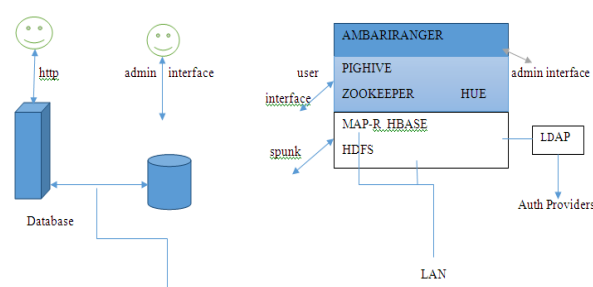 http
admin interface
Database
AMBARIRANGER
PIGHIVE
ZOOKEEPER HUE
MAP-R HBASE
HDFS
user
interface
spunk
admin interface
LDAP
Auth Providers
LAN